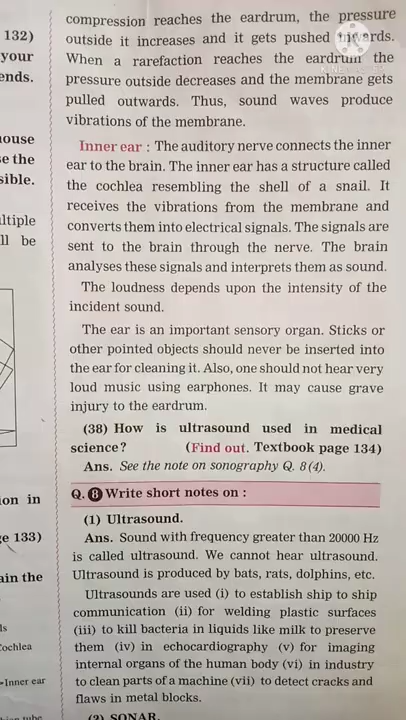 132)
your
ends.
ouse
e the
sible.
ltiple
ll be
ion in
e 133)
ain the
ls
Cochlea
Inner ear
compression reaches the eardrum, the pressure
outside it increases and it gets pushed inwards.
When a rarefaction reaches the eardrum the
pressure outside decreases and the membrane gets
pulled outwards. Thus, sound waves produce
vibrations of the membrane.
Inner ear : The auditory nerve connects the inner
ear to the brain. The inner ear has a structure called
the cochlea resembling the shell of a snail. It
receives the vibrations from the membrane and
converts them into electrical signals. The signals are
sent to the brain through the nerve. The brain
analyses these signals and interprets them as sound.
The loudness depends upon the intensity of the
incident sound.
The ear is an important sensory organ. Sticks or
other pointed objects should never be inserted into
the ear for cleaning it. Also, one should not hear very
loud music using earphones. It may cause grave
injury to the eardrum.
(38) How is ultrasound used in medical
science? (Find out. Textbook page 134)
Ans. See the note on sonography Q. 8(4).
Q. 8 Write short notes on :
(1) Ultrasound.
Ans. Sound with frequency greater than 20000 Hz
is called ultrasound. We cannot hear ultrasound.
Ultrasound is produced by bats, rats, dolphins, etc.
Ultrasounds are used (i) to establish ship to ship
communication (ii) for welding plastic surfaces
(iii) to kill bacteria in liquids like milk to preserve
them (iv) in echocardiography (v) for imaging
internal organs of the human body (vi) in industry
to clean parts of a machine (vii) to detect cracks and
flaws in metal blocks.
(2) SONAR.